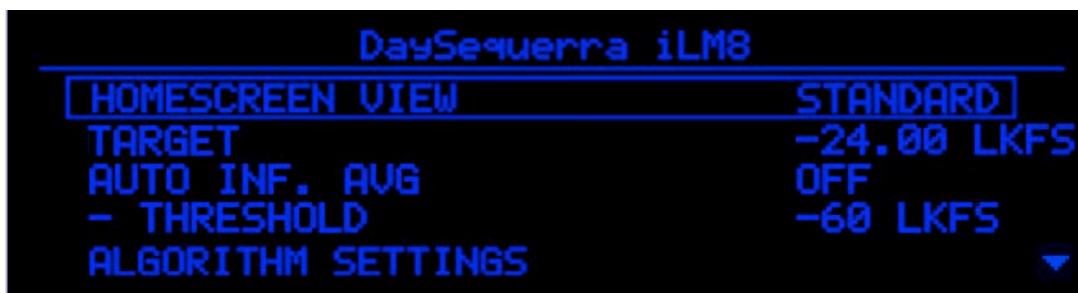 DaySequerra iLM8
HOMESCREEN VIEW STANDARD
TARGET -24.00 LKFS
AUTO INF. AVG OFF
- THRESHOLD -60 LKFS
ALGORITHM SETTINGS